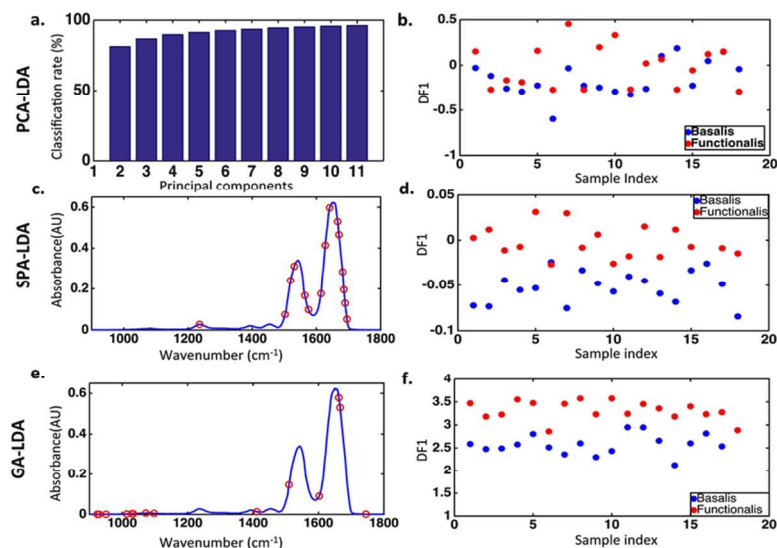 a.
PCA-LDA
Classification rate (%)
100
50
0
1 2 3 4 5 6 7 8 9 10 11
Principal components
b.
DF1
0.5
0
-0.5
-1
0 5 10 15 20
Sample Index
Basalis
Functionalis
c.
SPA-LDA
Absorbance(AU)
0.6
0.4
0.2
0
1000 1200 1400 1600 1800
Wavenumber (cm-1)
d.
DF1
0.05
0
-0.05
-0.1
0 5 10 15 20
Sample index
Basalis
Functionalis
e.
GA-LDA
Absorbance(AU)
0.6
0.4
0.2
0
1000 1200 1400 1600 1800
Wavenumber (cm-1)
f.
DF1
4
3.5
3
2.5
2
1.5
1
0.5
0
0 5 10 15 20
Sample index
Basalis
Functionalis